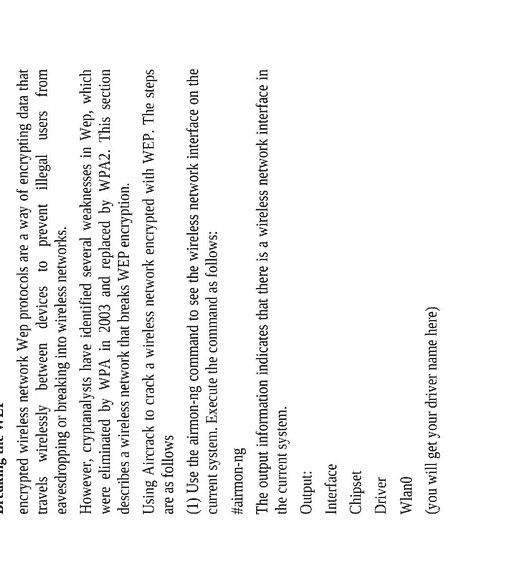 Breaking the WEP
encrypted wireless network Wep protocols are a way of encrypting data that
travels wirelessly between devices to prevent illegal users from
eavesdropping or breaking into wireless networks.
However, cryptanalysts have identified several weaknesses in Wep, which
were eliminated by WPA in 2003 and replaced by WPA2. This section
describes a wireless network that breaks WEP encryption.
Using Aircrack to crack a wireless network encrypted with WEP. The steps
are as follows
(1) Use the airmon-ng command to see the wireless network interface on the
current system. Execute the command as follows:
#airmon-ng
The output information indicates that there is a wireless network interface in
the current system.
Output:
Interface
Chipset
Driver
Wlan0
(you will get your driver name here)